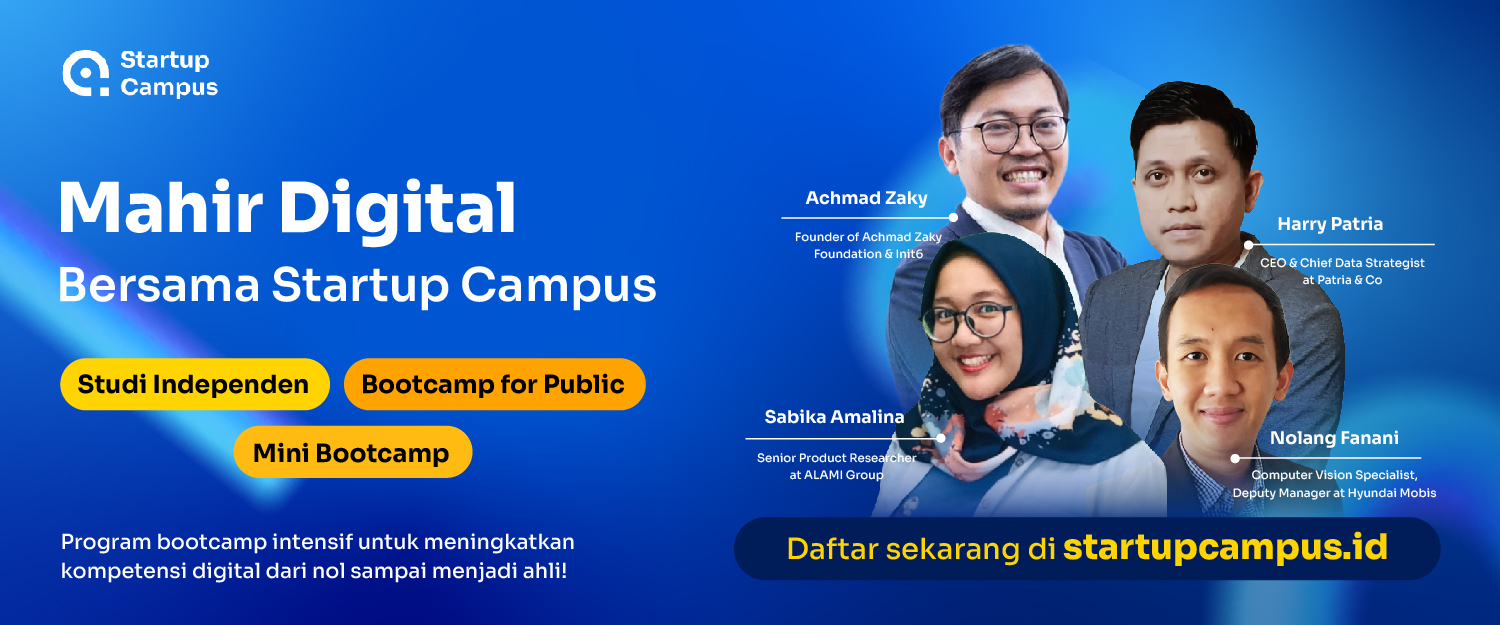 Startup
Campus
Mahir Digital
Bersama Startup Campus
Studi Independen
Bootcamp for Public
Mini Bootcamp
Program bootcamp intensif untuk meningkatkan
kompetensi digital dari nol sampai menjadi ahli!
Achmad Zaky
Founder of Achmad Zaky
Foundation & Init6
Harry Patria
CEO & Chief Data Strategist
at Patria & Co
Sabika Amalina
Senior Product Researcher
at ALAMI Group
Nolang Fanani
Computer Vision Specialist,
Deputy Manager at Hyundai Mobis
Daftar sekarang di startupcampus.id